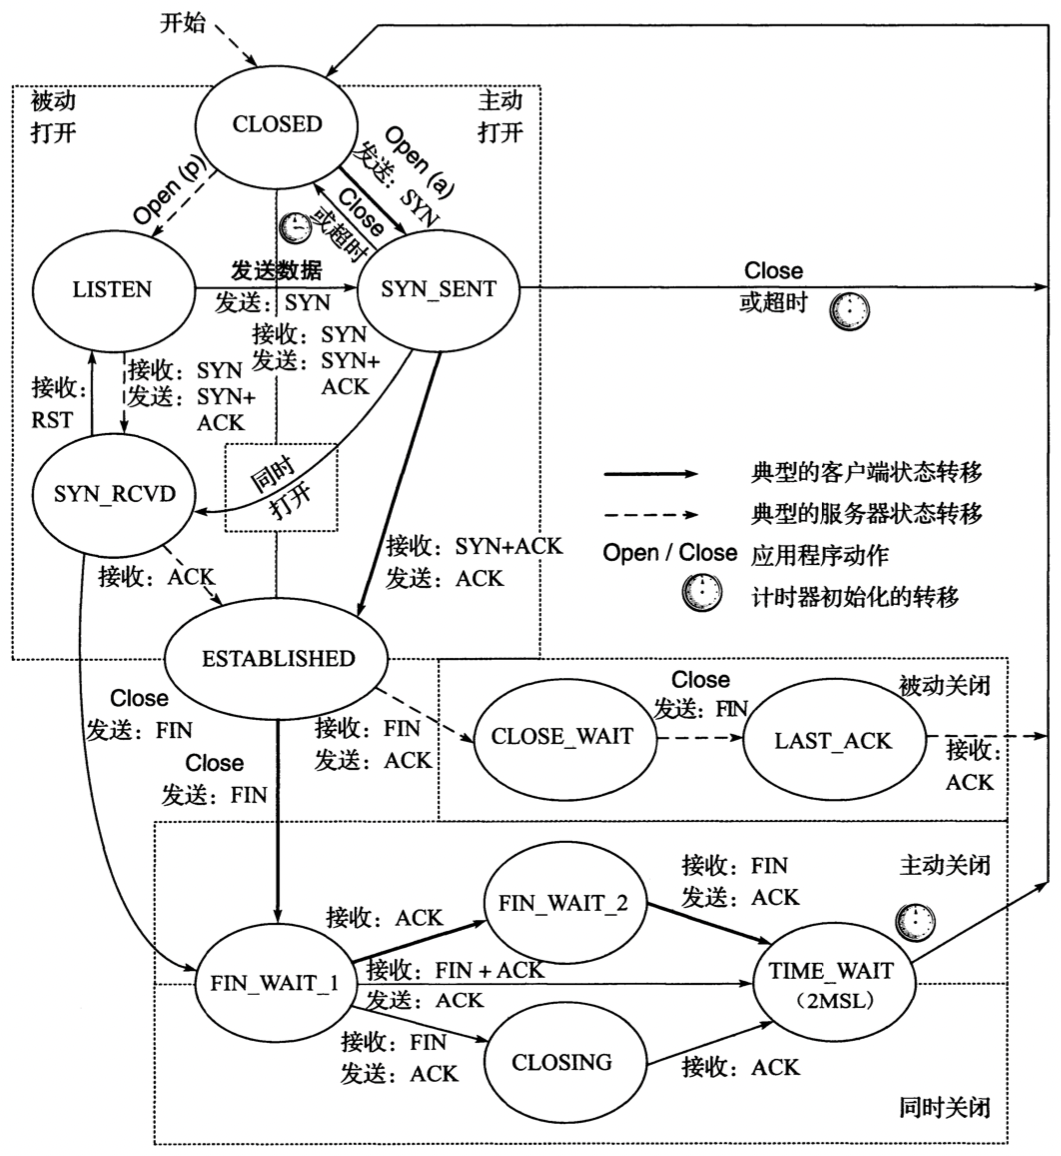 开始
被动
打开
主动
打开
CLOSED
Open (p)
Open (a)
发送：SYN
Close
或超时
LISTEN
发送数据
发送：SYN
SYN_SENT
Close
或超时
接收：SYN
发送：SYN+
ACK
接收：
RST
接收：SYN
发送：SYN+
ACK
SYN_RCVD
同时
打开
典型的客户端状态转移
典型的服务器状态转移
Open / Close 应用程序动作
计时器初始化的转移
接收：SYN+ACK
发送：ACK
接收：ACK
ESTABLISHED
Close
发送：FIN
接收：FIN
发送：ACK
Close
发送：FIN
CLOSE_WAIT
Close
发送：FIN
LAST_ACK
被动关闭
接收：
ACK
主动关闭
接收：ACK
FIN_WAIT_2
接收：FIN
发送：ACK
FIN_WAIT_1
接收：FIN + ACK
发送：ACK
TIME_WAIT
（2MSL）
接收：FIN
发送：ACK
CLOSING
接收：ACK
同时关闭